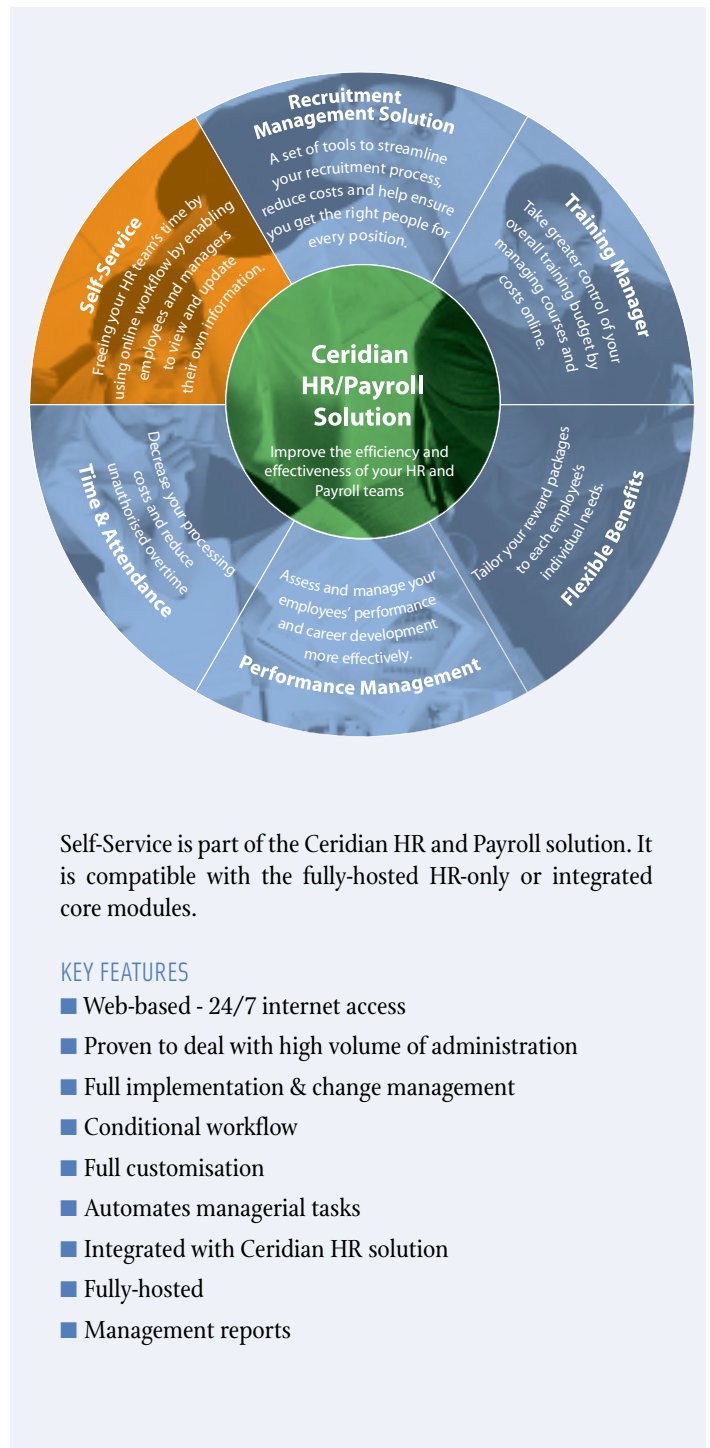 Recruitment
Management Solution
A set of tools to streamline
your recruitment process,
reduce costs and help ensure
you get the right people for
every position.
Training Manager
Take greater control of your
overall training budget by
managing courses and
costs online.
Flexible Benefits
Tailor your reward packages
to each employee's
individual needs.
Assess and manage your
employees' performance
and career development
more effectively.
Performance Management
Time & Attendance
Decrease your processing
costs and reduce
unauthorised overtime
Self-Service
Freeing your HR team's time by
using online workflow by enabling
employees and managers
to view and update
their own information.
Ceridian
HR/Payroll
Solution
Improve the efficiency and
effectiveness of your HR and
Payroll teams
Self-Service is part of the Ceridian HR and Payroll solution. It
is compatible with the fully-hosted HR-only or integrated
core modules.
KEY FEATURES
■ Web-based - 24/7 internet access
■ Proven to deal with high volume of administration
■ Full implementation & change management
■ Conditional workflow
■ Full customisation
■ Automates managerial tasks
■ Integrated with Ceridian HR solution
■ Fully-hosted
■ Management reports